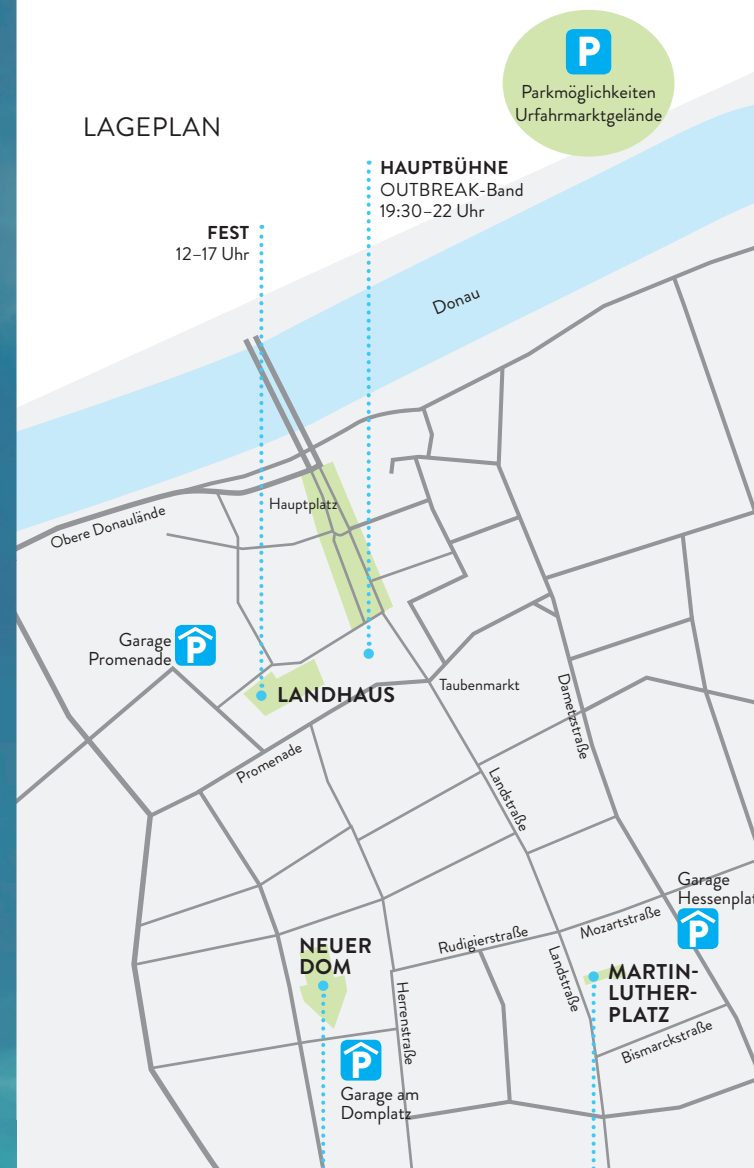 P
Parkmöglichkeiten
Urfahrmarktgelände
LAGEPLAN
HAUPTBÜHNE
OUTBREAK-Band
19:30–22 Uhr
FEST
12–17 Uhr
Donau
Hauptplatz
Obere Donaulände
Garage
Promenade
P
LANDHAUS
Taubenmarkt
Dametzstraße
Promenade
Landstraße
Garage
Hessenplat
P
Mozartstraße
Rudigierstraße
NEUER
DOM
Landstraße
MARTIN-
LUTHER-
PLATZ
Herrenstraße
Bismarckstraße
P
Garage am
Domplatz